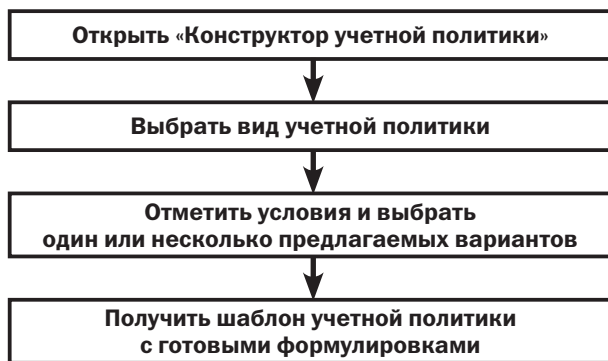 Открыть «Конструктор учетной политики»
Выбрать вид учетной политики
Отметить условия и выбрать
один или несколько предлагаемых вариантов
Получить шаблон учетной политики
с готовыми формулировками